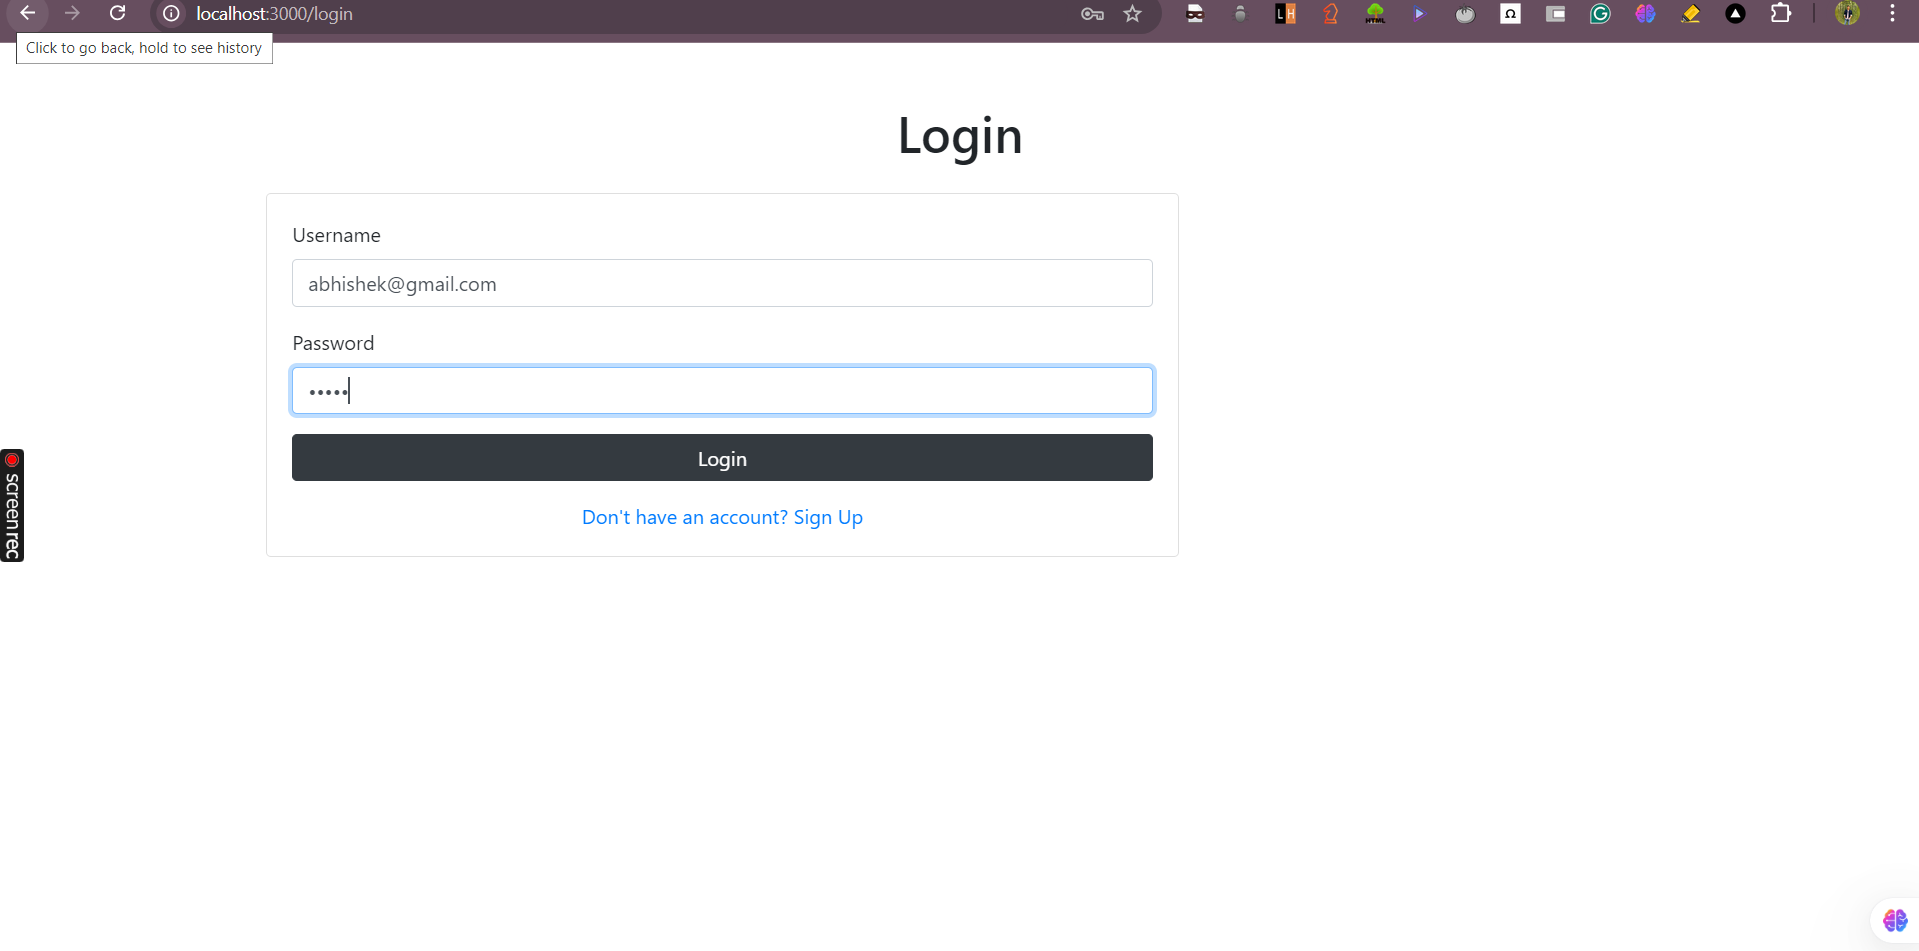 localhost:3000/login
LH
HTML
Ω
G
Click to go back, hold to see history
Login
Username
abhishek@gmail.com
Password
•••••
Login
Don't have an account? Sign Up
screenrec